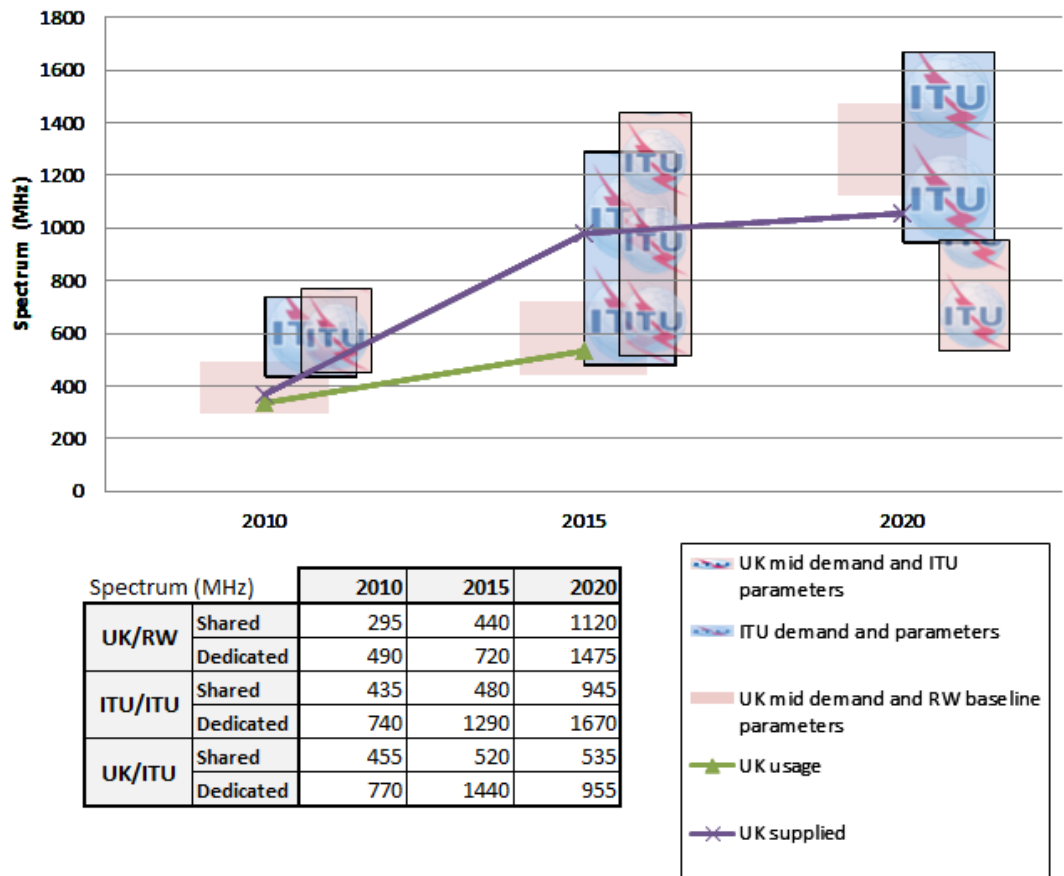 1800
1600
1400
1200
1000
800
600
400
200
0
Spectrum (MHz)
ITU
ITU
ITU
ITU
ITU
ITU
ITU
ITU
ITU
ITU
ITU
ITU
2010 2015 2020
Spectrum (MHz) 2010 2015 2020
UK/RW Shared 295 440 1120
Dedicated 490 720 1475
ITU/ITU Shared 435 480 945
Dedicated 740 1290 1670
UK/ITU Shared 455 520 535
Dedicated 770 1440 955
UK mid demand and ITU
parameters
ITU demand and parameters
UK mid demand and RW baseline
parameters
UK usage
UK supplied